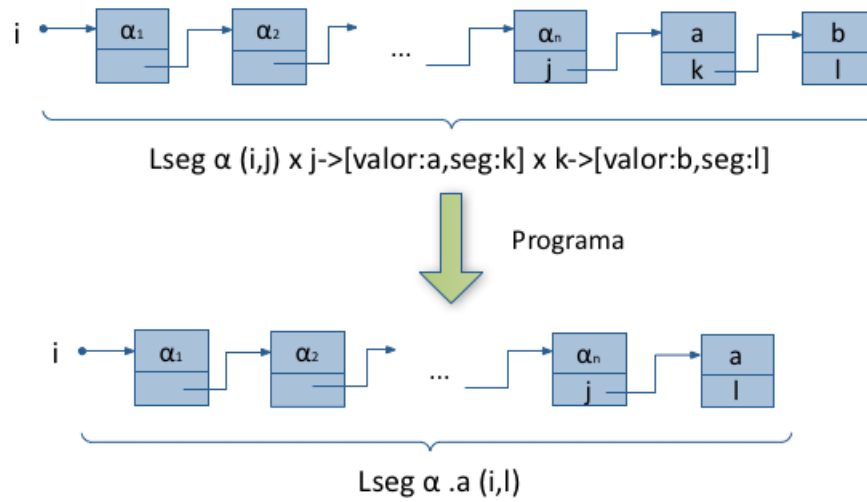 i α₁ α₂ ... αₙ a b
j k l
Lseg α (i,j) x j->[valor:a,seg:k] x k->[valor:b,seg:l]
Programa
i α₁ α₂ ... αₙ a
j l
Lseg α .a (i,l)